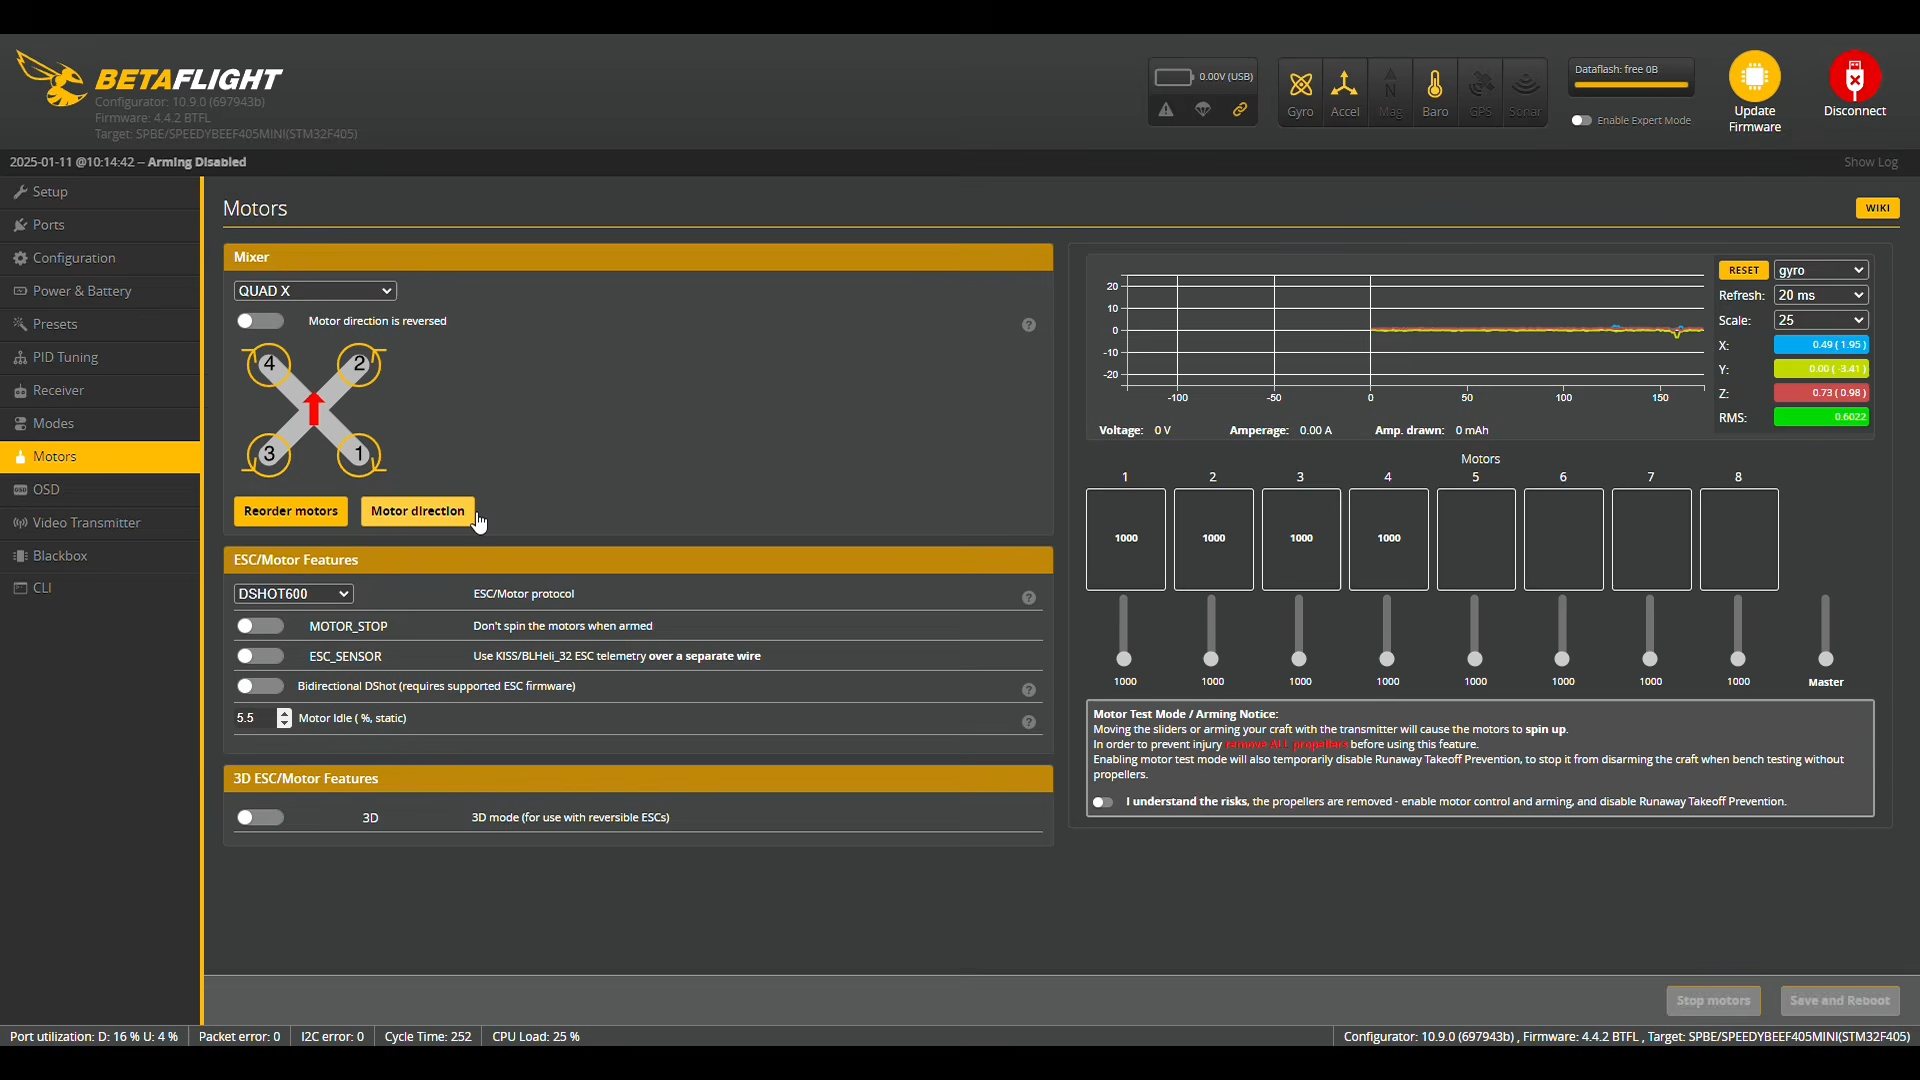 BETAFLIGHT
Configurator: 10.9.0 (697943b)
Firmware: 4.4.2 BTFL
Target: SPBE/SPEEDYBEEF405MINI(STM32F405)
0.00V (USB)
Gyro
Accel
Mag
Baro
GPS
Sonar
Dataflash: free 0B
Enable Expert Mode
Update
Firmware
Disconnect
2025-01-11 @10:14:42 -- Arming Disabled
Show Log
Setup
Ports
Configuration
Power & Battery
Presets
PID Tuning
Receiver
Modes
Motors
OSD
Video Transmitter
Blackbox
CLI
Motors
WIKI
Mixer
QUAD X
Motor direction is reversed
?
4
2
3
1
Reorder motors
Motor direction
ESC/Motor Features
DSHOT600
ESC/Motor protocol
?
MOTOR_STOP
Don't spin the motors when armed
ESC_SENSOR
Use KISS/BLHeli_32 ESC telemetry over a separate wire
Bidirectional DShot (requires supported ESC firmware)
?
5.5
Motor Idle ( %, static)
?
3D ESC/Motor Features
3D
3D mode (for use with reversible ESCs)
20
10
0
-10
-20
-100
-50
0
50
100
150
RESET
gyro
Refresh:
20 ms
Scale:
25
X:
0.49 ( 1.95 )
Y:
0.00 ( -3.41 )
Z:
0.73 ( 0.98 )
RMS:
0.6022
Voltage: 0 V
Amperage: 0.00 A
Amp. drawn: 0 mAh
Motors
1 2 3 4 5 6 7 8
1000 1000 1000 1000
1000 1000 1000 1000 1000 1000 1000 1000 Master
Motor Test Mode / Arming Notice:
Moving the sliders or arming your craft with the transmitter will cause the motors to spin up.
In order to prevent injury remove ALL propellers before using this feature.
Enabling motor test mode will also temporarily disable Runaway Takeoff Prevention, to stop it from disarming the craft when bench testing without
propellers.
I understand the risks, the propellers are removed - enable motor control and arming, and disable Runaway Takeoff Prevention.
Stop motors
Save and Reboot
Port utilization: D: 16 % U: 4 %
Packet error: 0
I2C error: 0
Cycle Time: 252
CPU Load: 25 %
Configurator: 10.9.0 (697943b) , Firmware: 4.4.2 BTFL , Target: SPBE/SPEEDYBEEF405MINI(STM32F405)